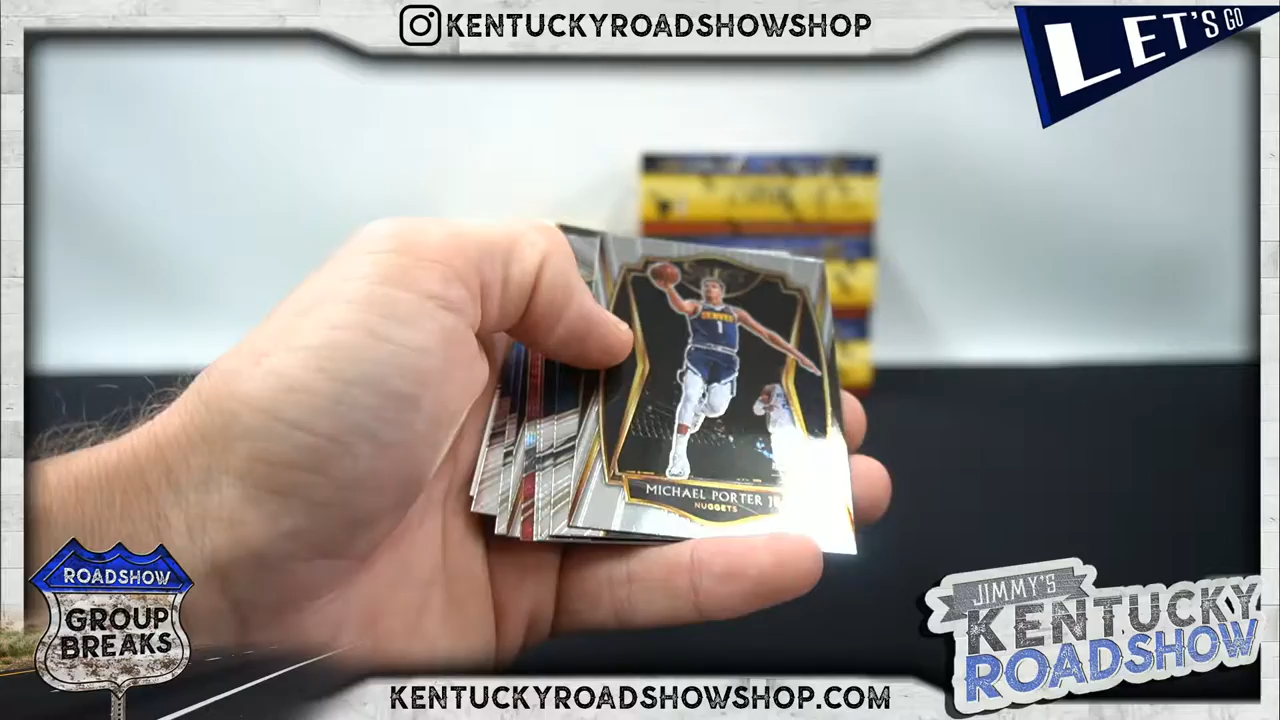 KENTUCKYROADSHOWSHOP
LET'S GO
DENVER
1
MICHAEL PORTER JR
NUGGETS
ROADSHOW
GROUP
BREAKS
JIMMY'S
KENTUCKY
ROADSHOW
KENTUCKYROADSHOWSHOP.COM